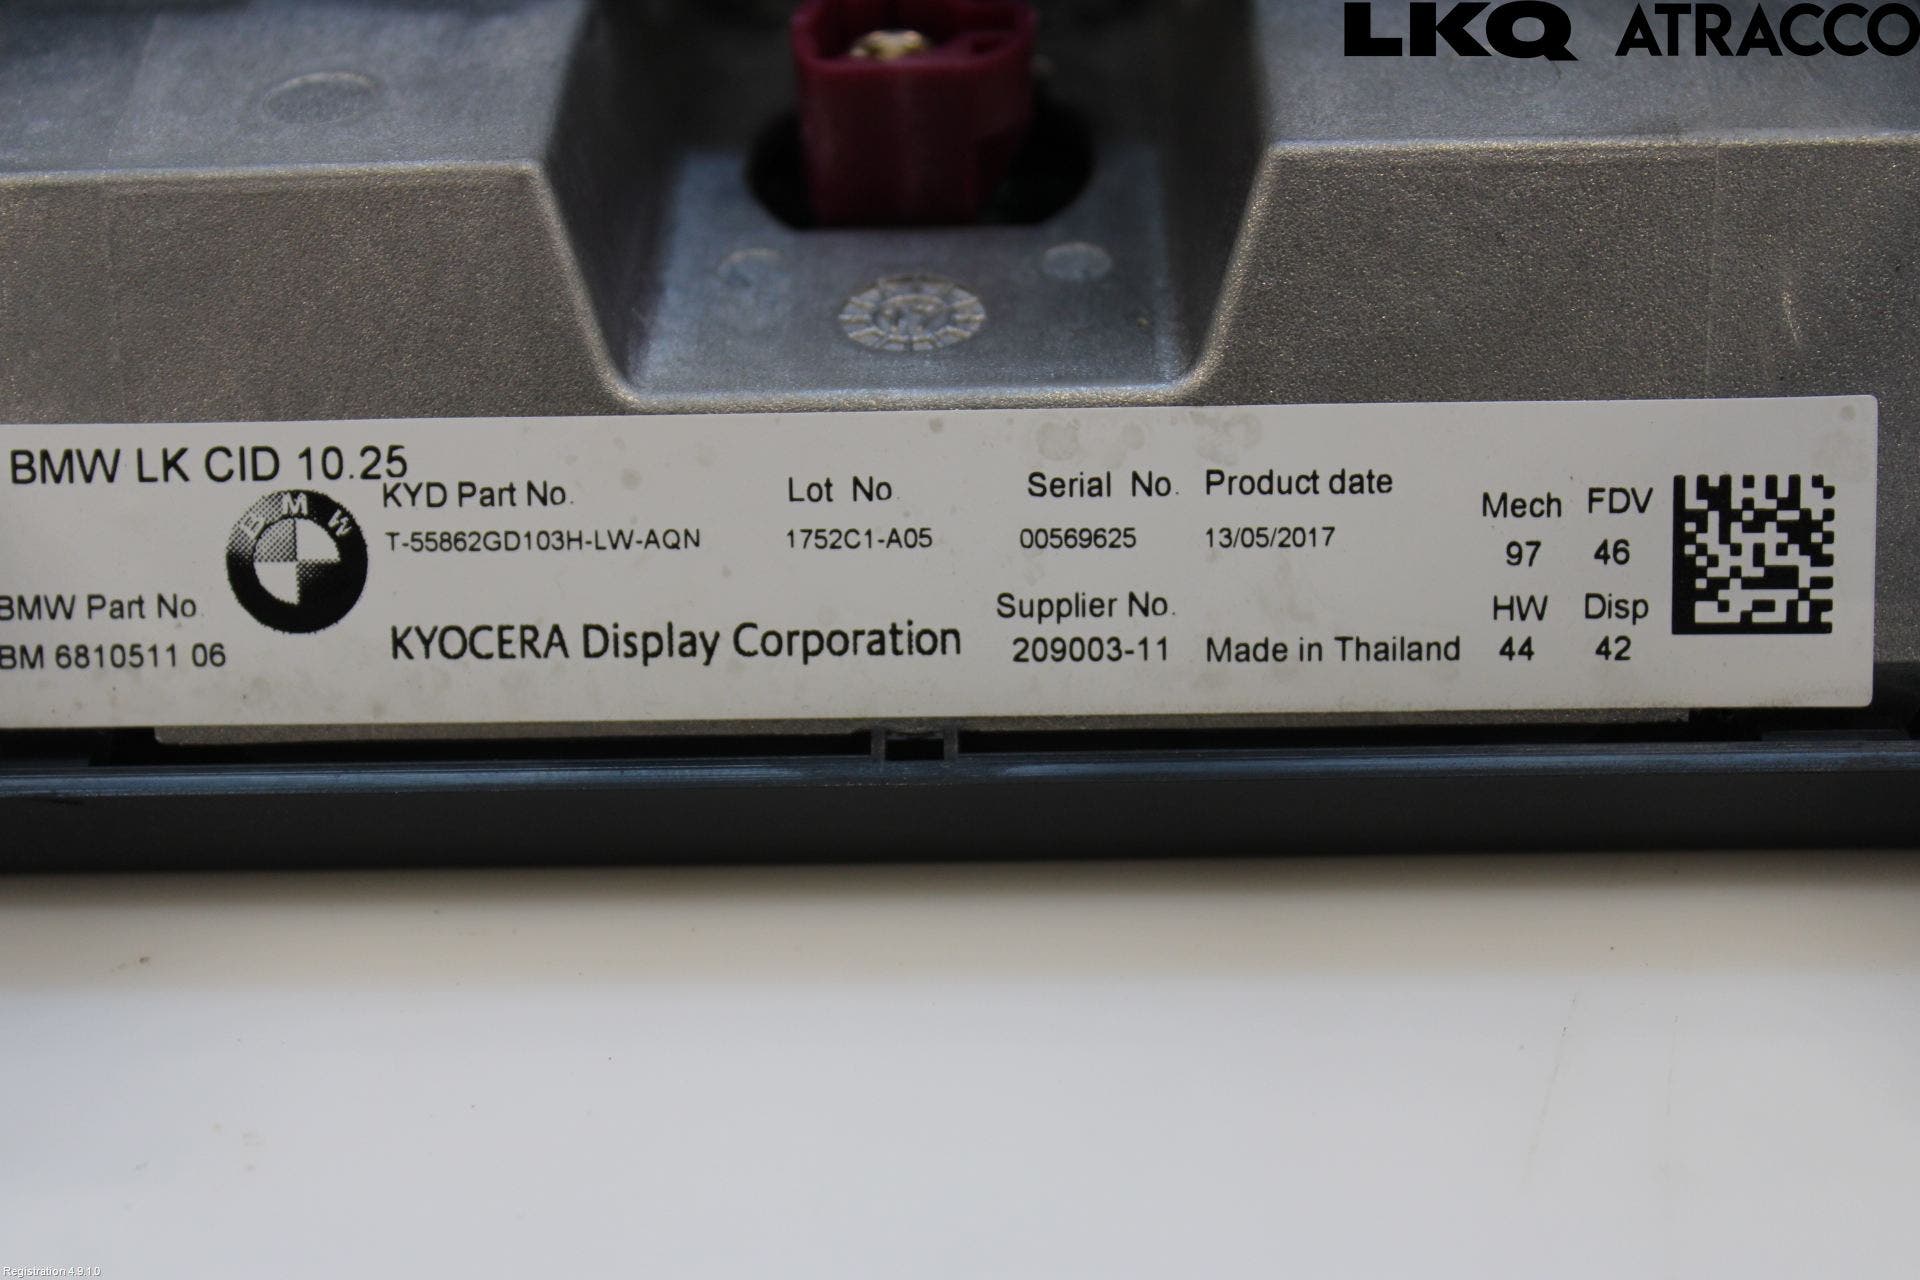 LKQ ATRACCO
BMW LK CID 10.25
BMW
KYD Part No.
T-55862GD103H-LW-AQN
Lot No.
1752C1-A05
Serial No.
00569625
Product date
13/05/2017
Mech FDV
97 46
BMW Part No.
BM 6810511 06
KYOCERA Display Corporation
Supplier No.
209003-11
Made in Thailand
HW Disp
44 42
Registration 4.9.1.0